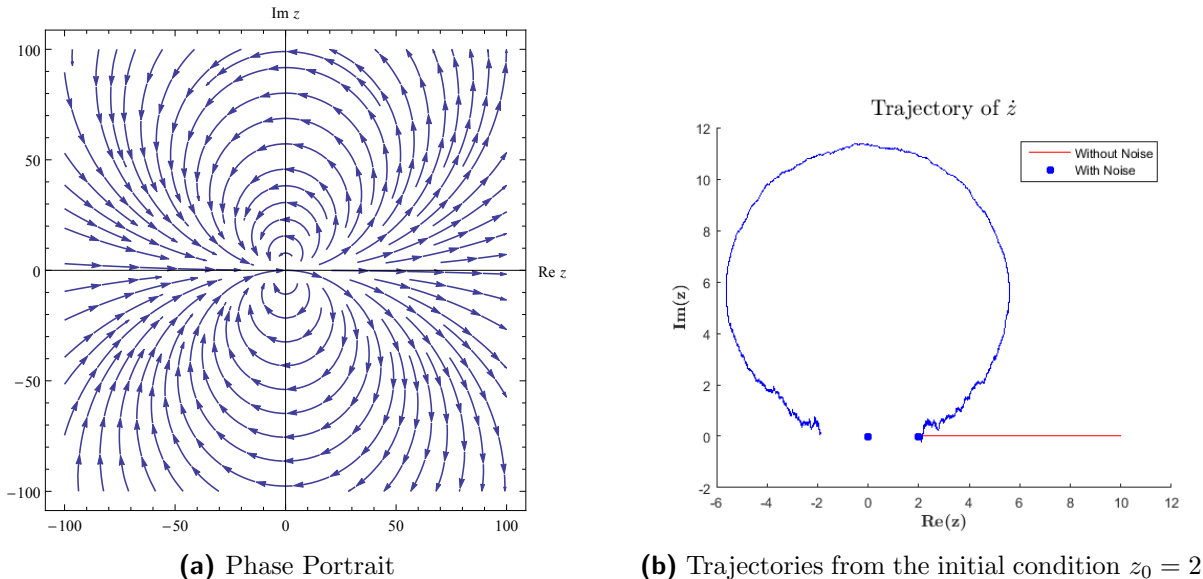 Im z
100
50
0
−50
−100
Re z
−100 −50 0 50 100
(a) Phase Portrait
Trajectory of ż
12
10
8
6
4
2
0
-2
Im(z)
Without Noise
With Noise
-6 -4 -2 0 2 4 6 8 10 12
Re(z)
(b) Trajectories from the initial condition z₀ = 2